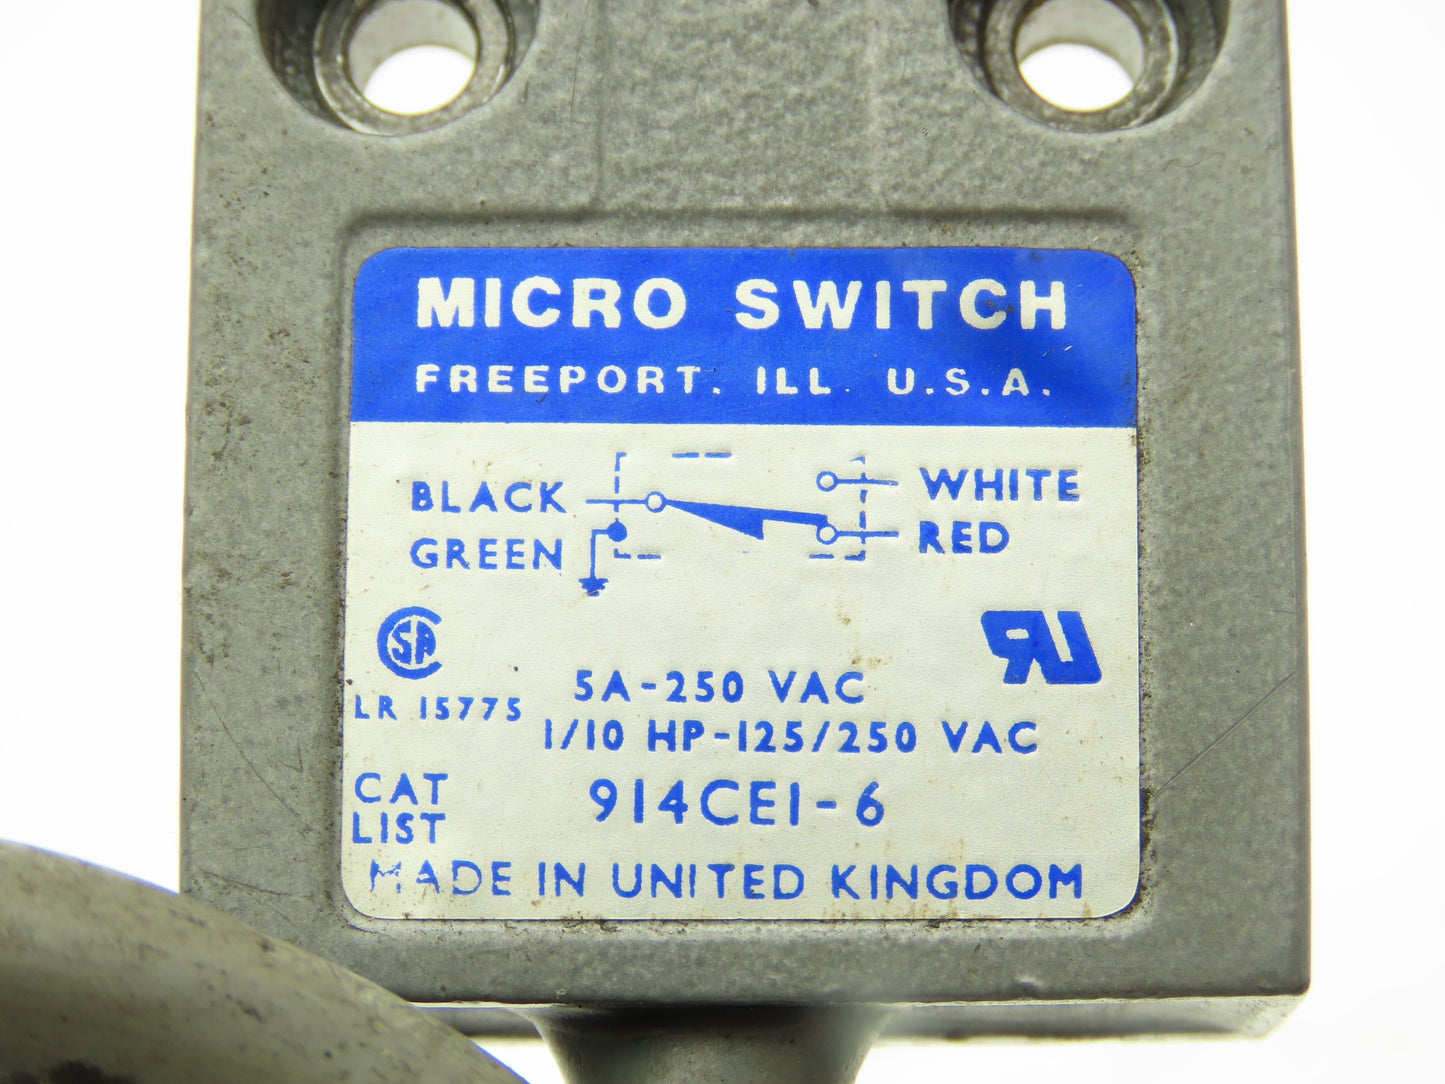 MICRO SWITCH
FREEPORT, ILL. U.S.A.
BLACK
WHITE
GREEN
RED
LR 15775
5A-250 VAC
1/10 HP-125/250 VAC
CAT LIST
914CE1-6
MADE IN UNITED KINGDOM